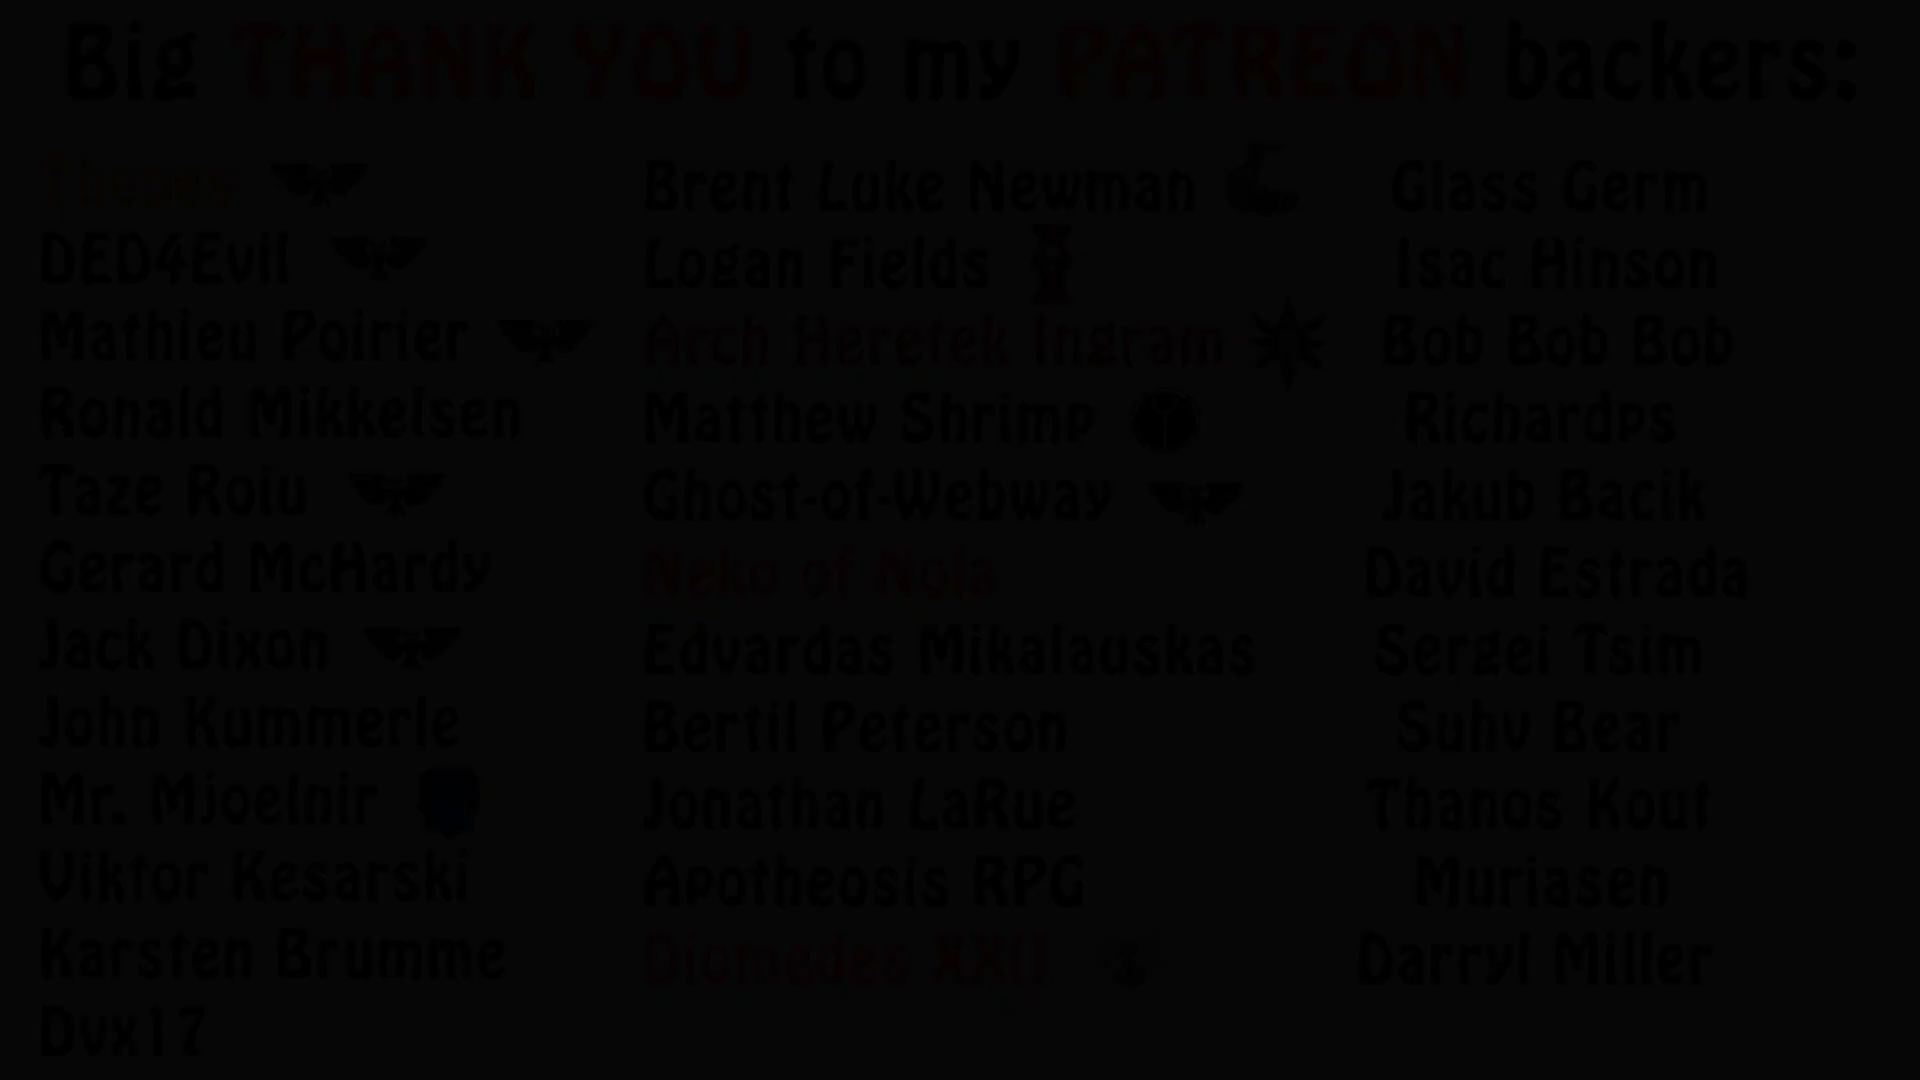 Big THANK YOU to my PATREON backers:
DED4Evil
Mathieu Poirier
Ronald Mikkelsen
Taze Roiu
Gerard McHardy
Jack Dixon
John Kummerle
Mr. Mjoelnir
Viktor Kesarski
Karsten Brumme
Dvx17
Brent Luke Newman
Logan Fields
Arch Heretek Ingram
Matthew Shrimp
Ghost-of-Webway
Neko of Nola
Edvardas Mikalauskas
Bertil Peterson
Jonathan LaRue
Apotheosis RPG
Diomedes XXII
Glass Germ
Isac Hinson
Bob Bob Bob
Richardps
Jakub Bacik
David Estrada
Sergei Tsim
Suhv Bear
Thanos Kout
Muriasen
Darryl Miller